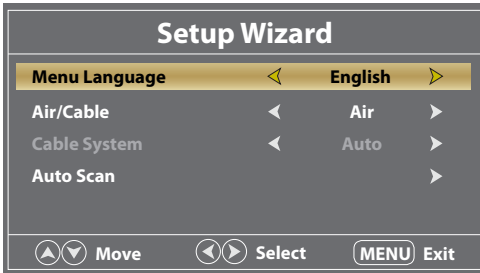 Setup Wizard
Menu Language English
Air/Cable Air
Cable System Auto
Auto Scan
Move Select MENU Exit